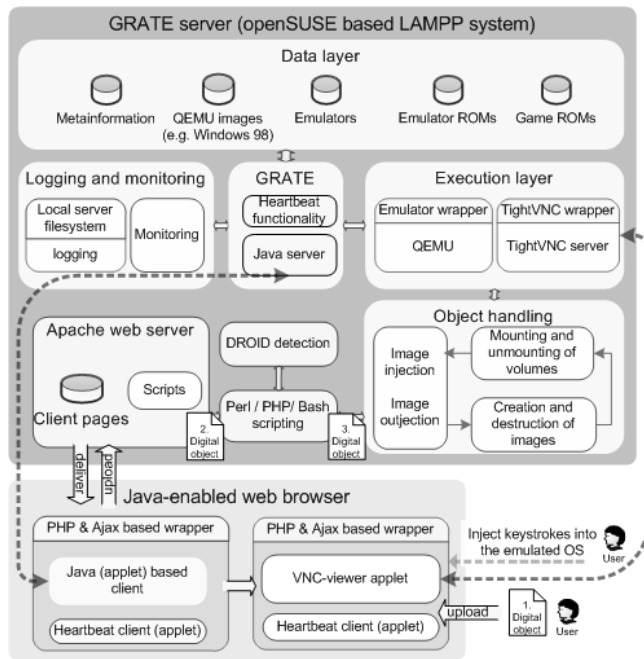 GRATE server (openSUSE based LAMPP system)
Data layer
Metainformation
QEMU images
(e.g. Windows 98)
Emulators
Emulator ROMs
Game ROMs
Logging and monitoring
Local server
filesystem
logging
Monitoring
GRATE
Heartbeat
functionality
Java server
Execution layer
Emulator wrapper
QEMU
TightVNC wrapper
TightVNC server
Apache web server
Scripts
Client pages
DROID detection
Perl / PHP/ Bash
scripting
2.
Digital
object
3.
Digital
object
Object handling
Image
injection
Image
outjection
Mounting and
unmounting of
volumes
Creation and
destruction of
images
deliver
Java-enabled web browser
PHP & Ajax based wrapper
Java (applet) based
client
Heartbeat client (applet)
PHP & Ajax based wrapper
VNC-viewer applet
Heartbeat client (applet)
Inject keystrokes into
the emulated OS
User
upload
1.
Digital
object
User